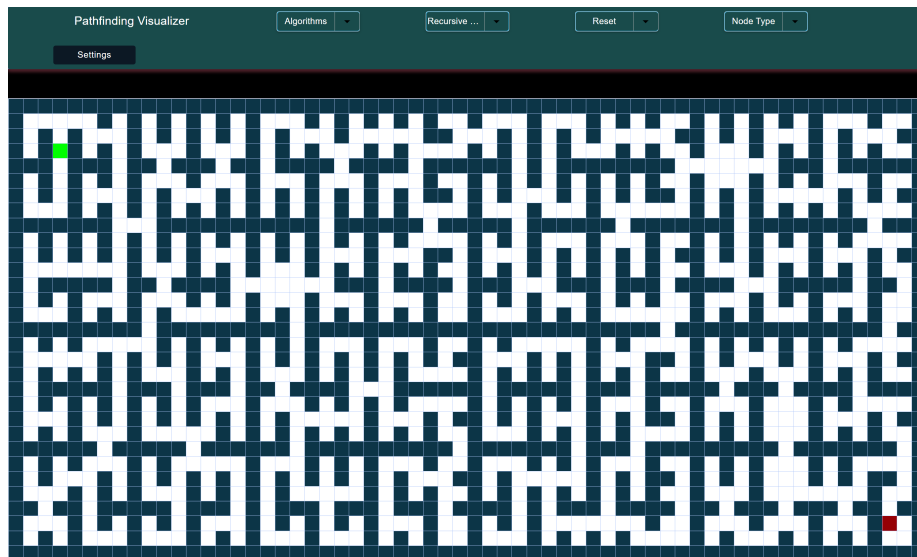 Pathfinding Visualizer
Algorithms
Recursive ...
Reset
Node Type
Settings